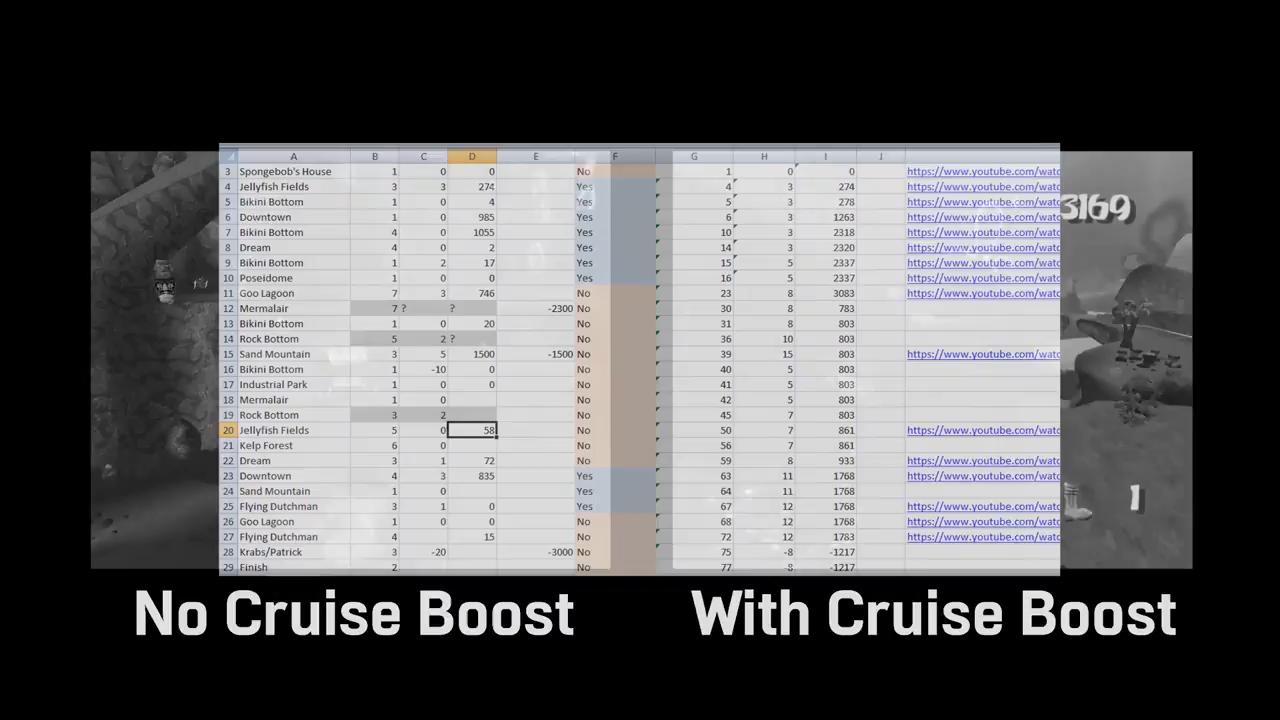 A B C D E F G H I J
3 Spongebob's House 1 0 0 No 1 0 0 https://www.youtube.com/watc
4 Jellyfish Fields 3 3 274 Yes 4 3 274 https://www.youtube.com/watc
5 Bikini Bottom 1 0 4 Yes 5 3 278 https://www.youtube.com/watc
6 Downtown 1 0 985 Yes 6 3 1263 https://www.youtube.com/watc
7 Bikini Bottom 4 0 1055 Yes 10 3 2318 https://www.youtube.com/watc
8 Dream 4 0 2 Yes 14 3 2320 https://www.youtube.com/watc
9 Bikini Bottom 1 2 17 Yes 15 5 2337 https://www.youtube.com/watc
10 Poseidome 1 0 0 Yes 16 5 2337 https://www.youtube.com/watc
11 Goo Lagoon 7 3 746 No 23 8 3083 https://www.youtube.com/watc
12 Mermalair 7 ? ? -2300 No 30 8 783
13 Bikini Bottom 1 0 20 No 31 8 803
14 Rock Bottom 5 2 ? No 36 10 803
15 Sand Mountain 3 5 1500 -1500 No 39 15 803 https://www.youtube.com/watc
16 Bikini Bottom 1 -10 0 No 40 5 803
17 Industrial Park 1 0 0 No 41 5 803
18 Mermalair 1 0 No 42 5 803
19 Rock Bottom 3 2 No 45 7 803
20 Jellyfish Fields 5 0 58 No 50 7 861 https://www.youtube.com/watc
21 Kelp Forest 6 0 No 56 7 861
22 Dream 3 1 72 No 59 8 933 https://www.youtube.com/watc
23 Downtown 4 3 835 Yes 63 11 1768 https://www.youtube.com/watc
24 Sand Mountain 1 0 Yes 64 11 1768
25 Flying Dutchman 3 1 0 Yes 67 12 1768 https://www.youtube.com/watc
26 Goo Lagoon 1 0 0 No 68 12 1768 https://www.youtube.com/watc
27 Flying Dutchman 4 15 No 72 12 1783 https://www.youtube.com/watc
28 Krabs/Patrick 3 -20 -3000 No 75 -8 -1217
29 Finish 2 No 77 -8 -1217
3169
1
No Cruise Boost
With Cruise Boost